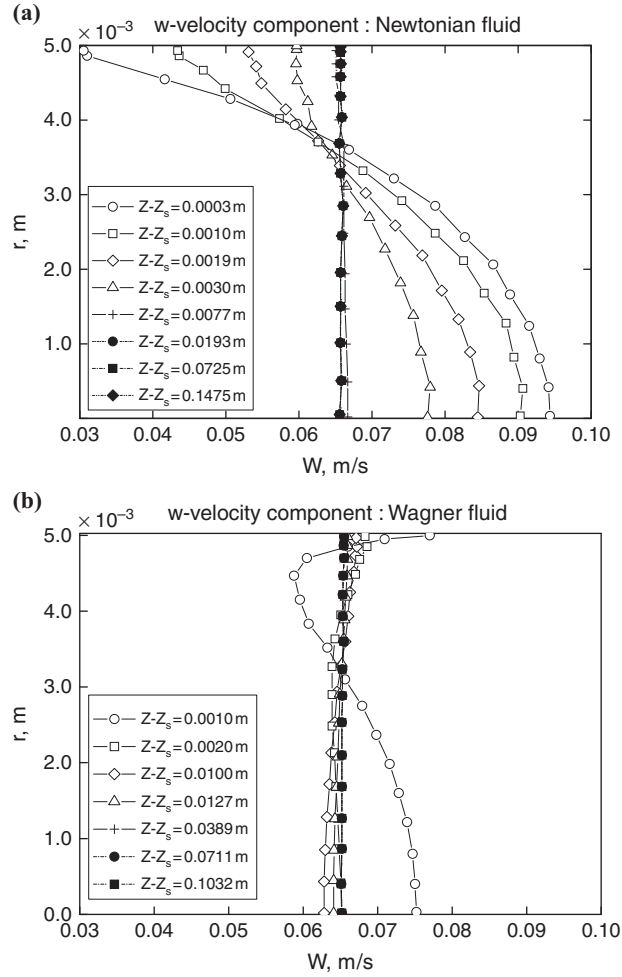 (a)
w-velocity component : Newtonian fluid
5.0 × 10⁻³
4.0
3.0
2.0
1.0
0.0
r, m
Z-Zₛ=0.0003 m
Z-Zₛ=0.0010 m
Z-Zₛ=0.0019 m
Z-Zₛ=0.0030 m
Z-Zₛ=0.0077 m
Z-Zₛ=0.0193 m
Z-Zₛ=0.0725 m
Z-Zₛ=0.1475 m
0.03 0.04 0.05 0.06 0.07 0.08 0.09 0.10
W, m/s
(b)
w-velocity component : Wagner fluid
5.0 × 10⁻³
4.0
3.0
2.0
1.0
0.0
r, m
Z-Zₛ=0.0010 m
Z-Zₛ=0.0020 m
Z-Zₛ=0.0100 m
Z-Zₛ=0.0127 m
Z-Zₛ=0.0389 m
Z-Zₛ=0.0711 m
Z-Zₛ=0.1032 m
0.03 0.04 0.05 0.06 0.07 0.08 0.09 0.10
W, m/s